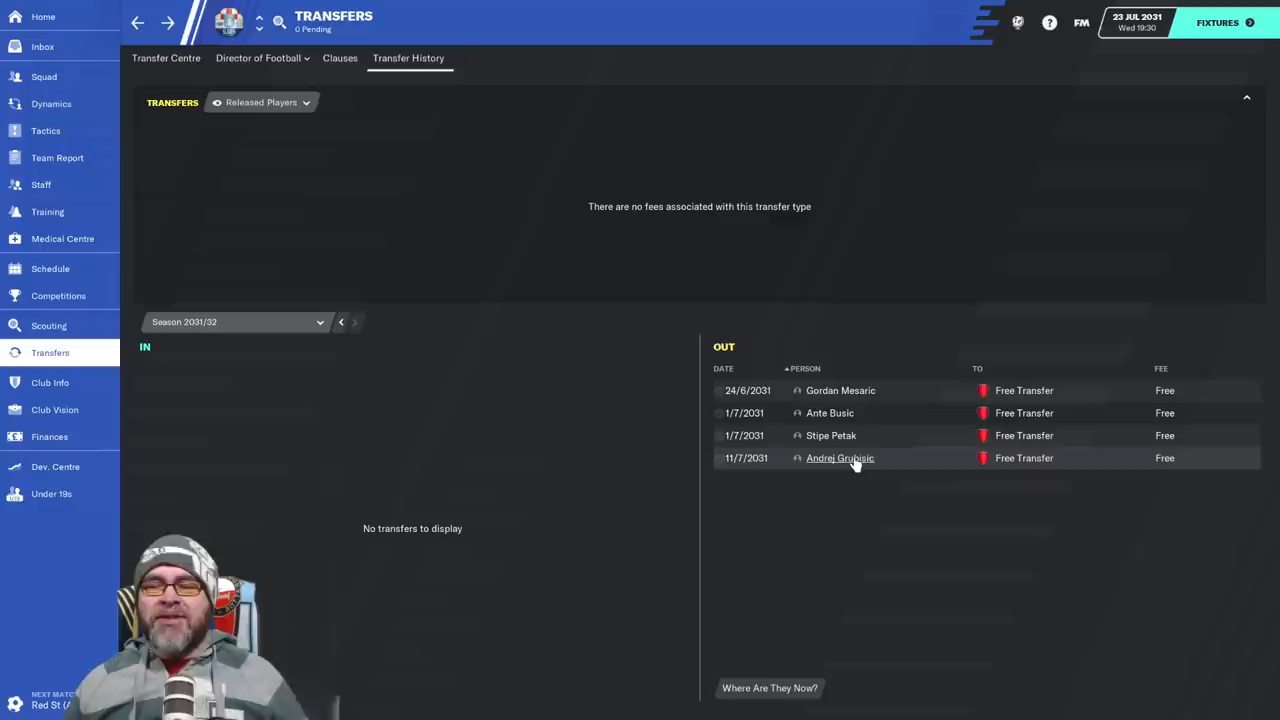 Home
Inbox
Squad
Dynamics
Tactics
Team Report
Staff
Training
Medical Centre
Schedule
Competitions
Scouting
Transfers
Club Info
Club Vision
Finances
Dev. Centre
Under 19s
NEXT MATC
Red St (A
TRANSFERS
0 Pending
FM
23 JUL 2031
Wed 19:30
FIXTURES
Transfer Centre Director of Football Clauses Transfer History
TRANSFERS Released Players
There are no fees associated with this transfer type
Season 2031/32
IN
No transfers to display
OUT
DATE PERSON TO FEE
24/6/2031 Gordan Mesaric Free Transfer Free
1/7/2031 Ante Busic Free Transfer Free
1/7/2031 Stipe Petak Free Transfer Free
11/7/2031 Andrej Grubisic Free Transfer Free
Where Are They Now?